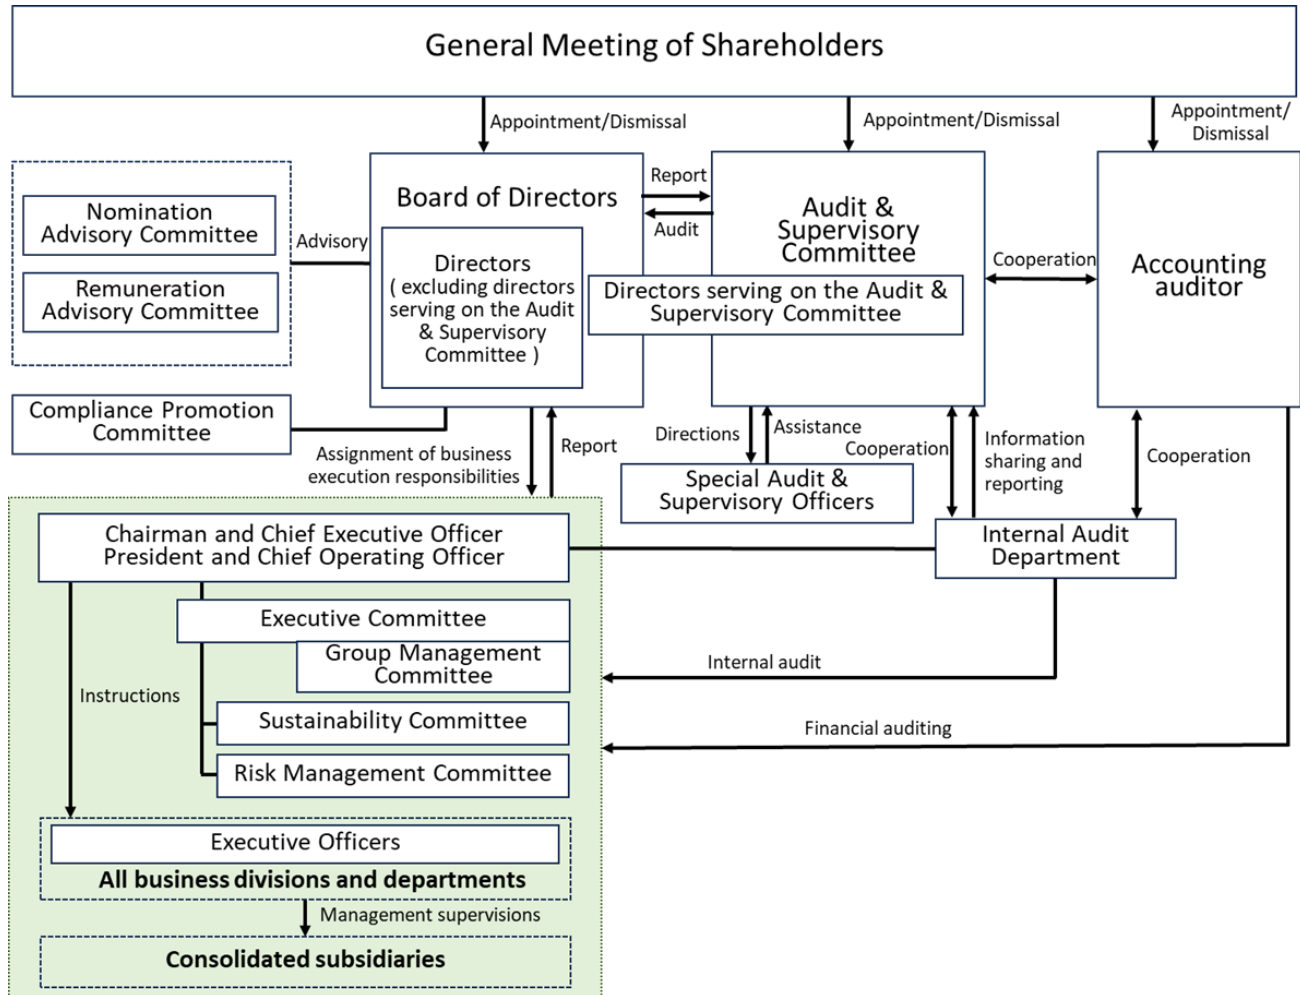 General Meeting of Shareholders
Appointment/Dismissal
Appointment/Dismissal
Appointment/
Dismissal
Nomination
Advisory Committee
Remuneration
Advisory Committee
Advisory
Board of Directors
Directors
( excluding directors
serving on the Audit
& Supervisory
Committee )
Report
Audit
Audit &
Supervisory
Committee
Directors serving on the Audit &
Supervisory Committee
Cooperation
Accounting
auditor
Compliance Promotion
Committee
Assignment of business
execution responsibilities
Report
Directions
Assistance
Cooperation
Information
sharing and
reporting
Cooperation
Special Audit &
Supervisory Officers
Internal Audit
Department
Chairman and Chief Executive Officer
President and Chief Operating Officer
Executive Committee
Group Management
Committee
Internal audit
Instructions
Sustainability Committee
Financial auditing
Risk Management Committee
Executive Officers
All business divisions and departments
Management supervisions
Consolidated subsidiaries